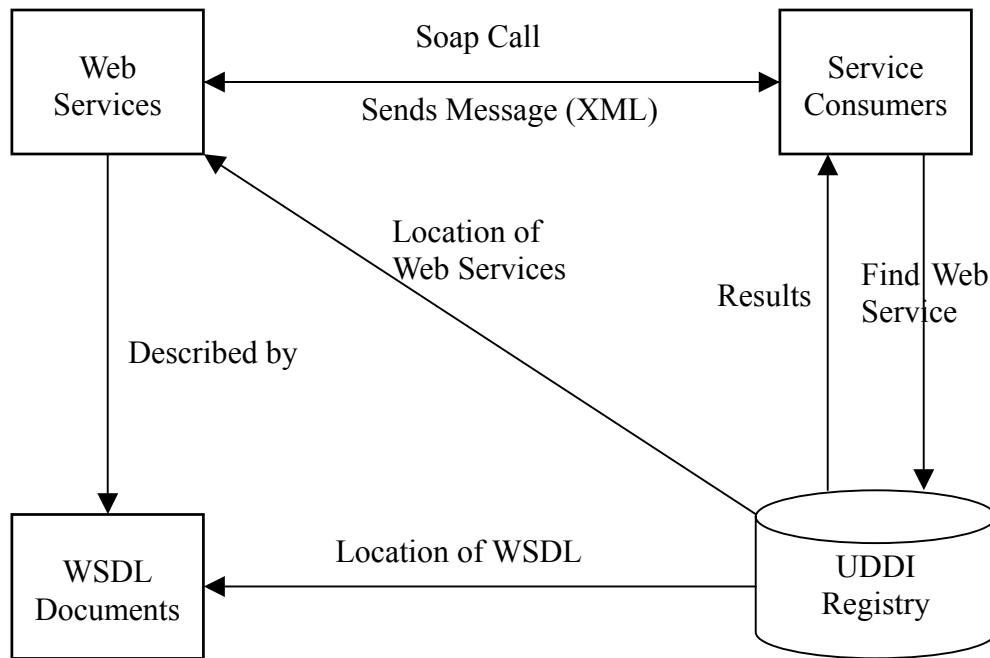 Web
Services
Soap Call
Sends Message (XML)
Service
Consumers
Location of
Web Services
Results
Find Web
Service
Described by
WSDL
Documents
Location of WSDL
UDDI
Registry